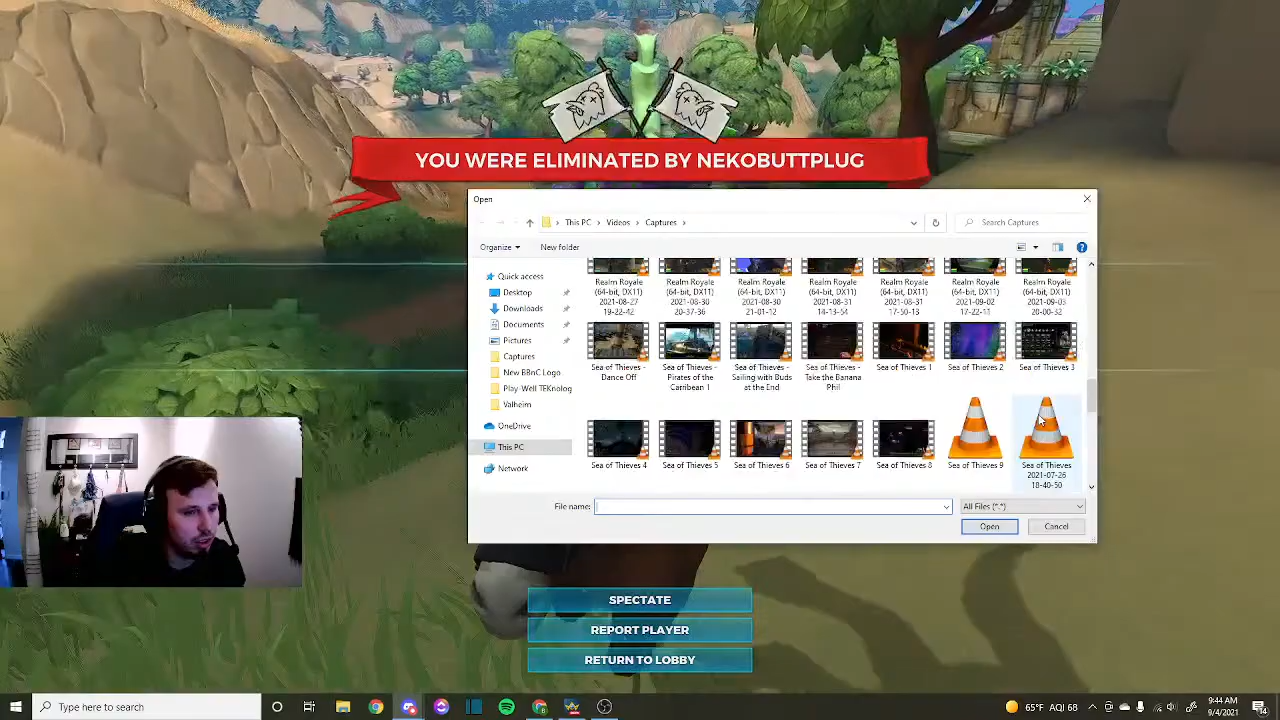 YOU WERE ELIMINATED BY NEKOBUTTPLUG
Open
This PC
Videos
Captures
Search Captures
Organize
New folder
Quick access
Desktop
Downloads
Documents
Pictures
Captures
New BBnC Logo
Play-Well TEKnolog
Valheim
OneDrive
This PC
Network
Realm Royale
(64-bit, DX11)
2021-08-27
19-22-42
Realm Royale
(64-bit, DX11)
2021-08-30
20-37-36
Realm Royale
(64-bit, DX11)
2021-08-30
21-01-12
Realm Royale
(64-bit, DX11)
2021-08-31
14-13-54
Realm Royale
(64-bit, DX11)
2021-08-31
17-50-13
Realm Royale
(64-bit, DX11)
2021-09-02
17-22-11
Realm Royale
(64-bit, DX11)
2021-09-03
20-00-32
Sea of Thieves -
Dance Off
Sea of Thieves -
Pirates of the
Carribean 1
Sea of Thieves -
Sailing with Buds
at the End
Sea of Thieves -
Take the Banana
Phil
Sea of Thieves 1
Sea of Thieves 2
Sea of Thieves 3
Sea of Thieves 4
Sea of Thieves 5
Sea of Thieves 6
Sea of Thieves 7
Sea of Thieves 8
Sea of Thieves 9
Sea of Thieves
2021-07-26
18-40-50
File name:
All Files (*.*)
Open
Cancel
SPECTATE
REPORT PLAYER
RETURN TO LOBBY
Type here to search
65°F AQI 68
9:44 AM
9/4/2021